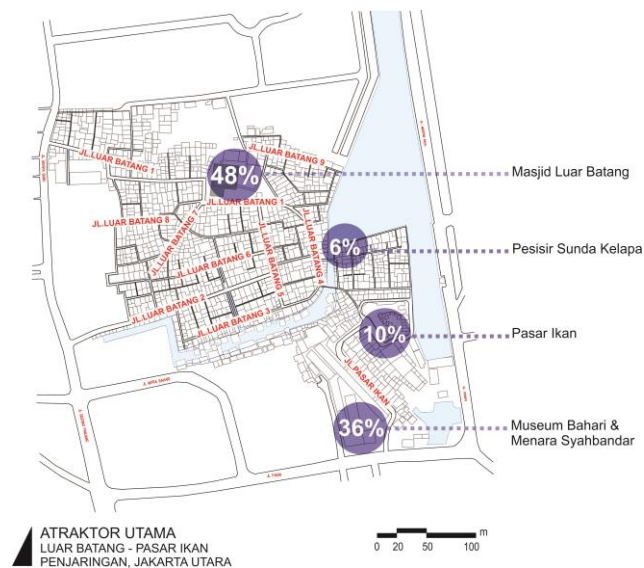 JL.LUAR BATANG 1
JL.LUAR BATANG 9
48%
Masjid Luar Batang
JL.LUAR BATANG 1
JL.LUAR BATANG 8
JL.LUAR BATANG 7
JL.LUAR BATANG 4
6%
Pesisir Sunda Kelapa
JL.LUAR BATANG 6
JL.LUAR BATANG 5
JL.LUAR BATANG 2
JL.LUAR BATANG 3
10%
Pasar Ikan
JL.PASAR IKAN
36%
Museum Bahari &
Menara Syahbandar
ATRAKTOR UTAMA
LUAR BATANG - PASAR IKAN
PENJARINGAN, JAKARTA UTARA
m
0 20 50 100